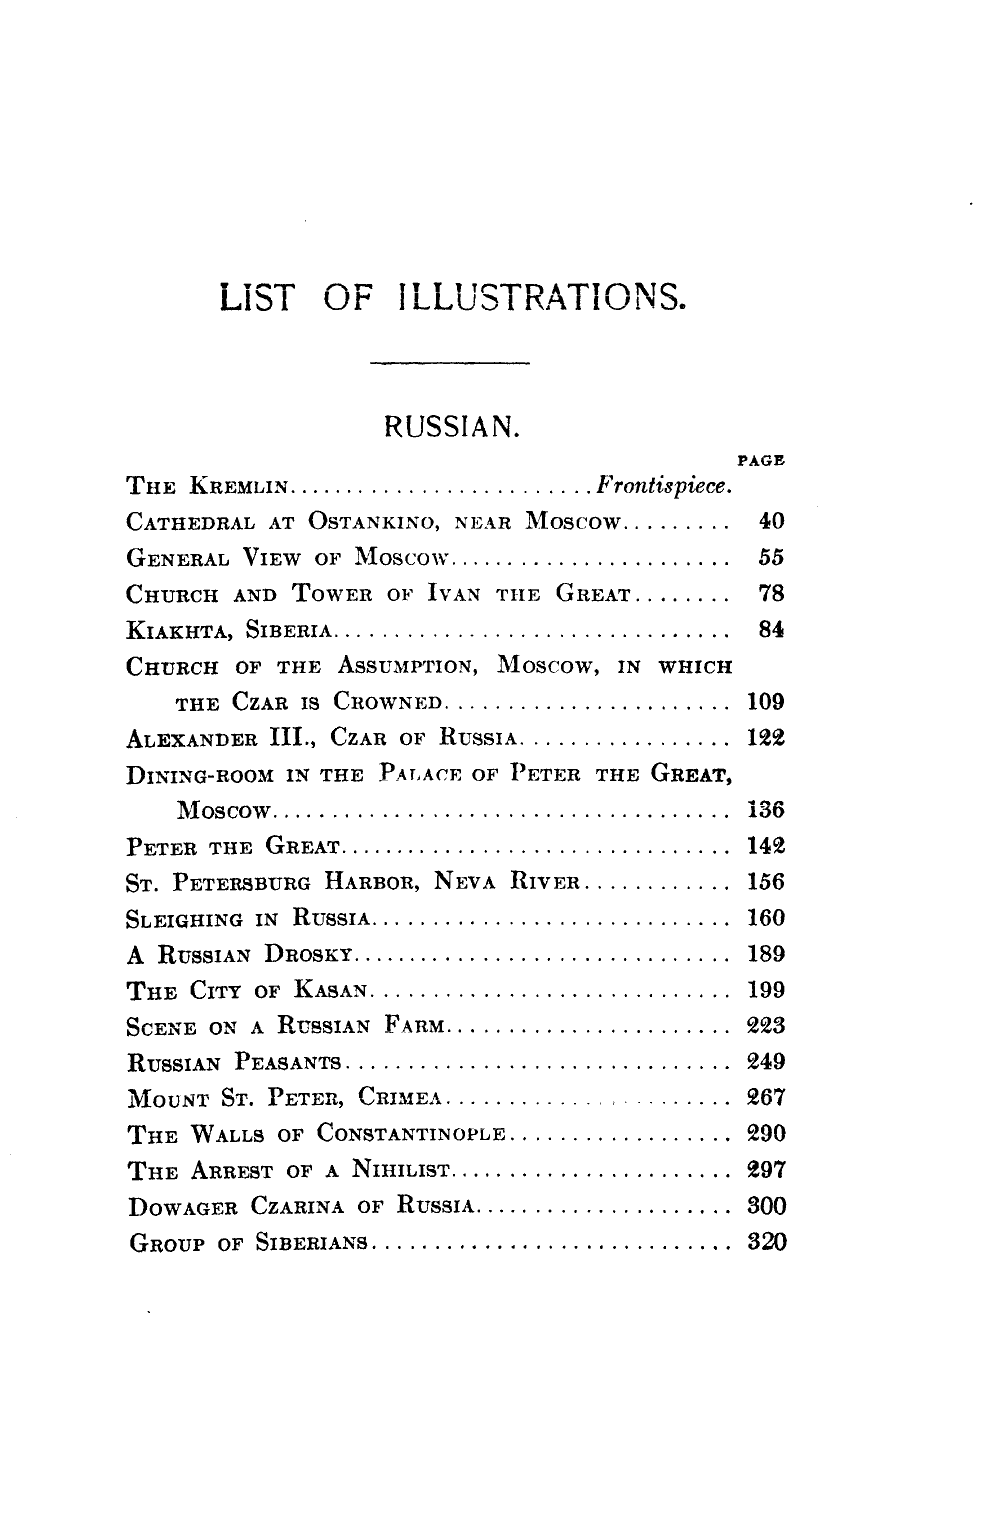 LIST OF ILLUSTRATIONS.
RUSSIAN.
PAGE
THE KREMLIN.........................Frontispiece.
CATHEDRAL AT OSTANKINO, NEAR MOSCOW......... 40
GENERAL VIEW OF MOSCOW........................ 55
CHURCH AND TOWER OF IVAN THE GREAT........ 78
KIAKHTA, SIBERIA................................. 84
CHURCH OF THE ASSUMPTION, MOSCOW, IN WHICH
THE CZAR IS CROWNED........................ 109
ALEXANDER III., CZAR OF RUSSIA.................. 122
DINING-ROOM IN THE PALACE OF PETER THE GREAT,
MOSCOW...................................... 136
PETER THE GREAT................................. 142
ST. PETERSBURG HARBOR, NEVA RIVER............. 156
SLEIGHING IN RUSSIA.............................. 160
A RUSSIAN DROSKY................................ 189
THE CITY OF KASAN.............................. 199
SCENE ON A RUSSIAN FARM........................ 223
RUSSIAN PEASANTS................................ 249
MOUNT ST. PETER, CRIMEA........................ 267
THE WALLS OF CONSTANTINOPLE................... 290
THE ARREST OF A NIHILIST........................ 297
DOWAGER CZARINA OF RUSSIA...................... 300
GROUP OF SIBERIANS.............................. 320